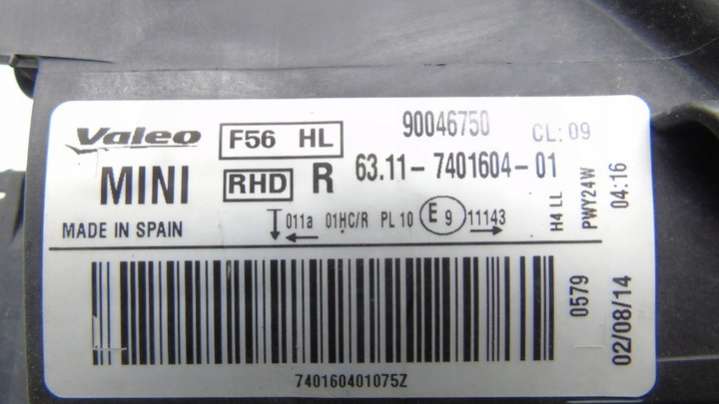 Valeo F56 HL 90046750 CL: 09
MINI RHD R 63.11-7401604-01
MADE IN SPAIN 011a 01HC/R PL 10 E 9 11143
H4 LL
PWY24W
04:16
0579
02/08/14
740160401075Z